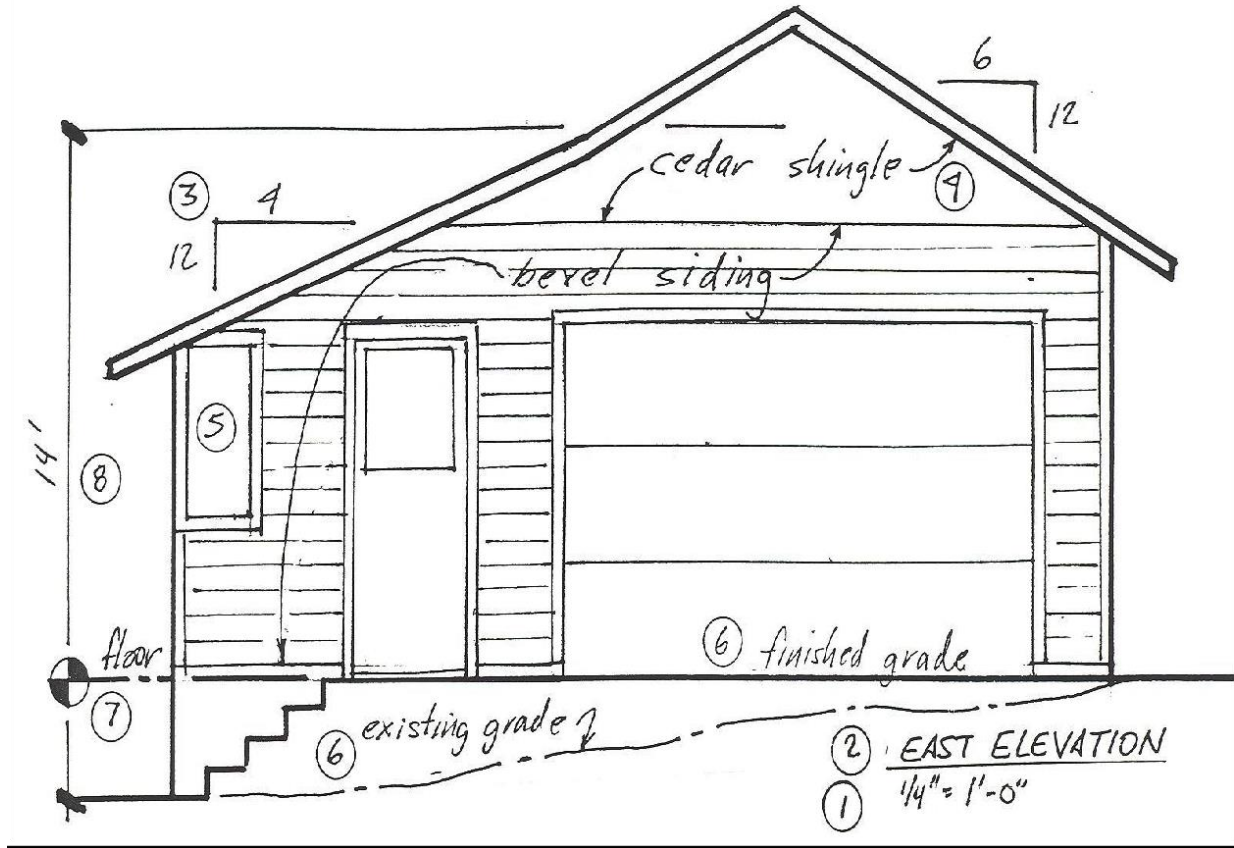 6
12
cedar shingle
4
3
4
12
bevel siding
5
14'
8
floor
6 finished grade
7
6 existing grade
2 EAST ELEVATION
1 1/4" = 1'-0"